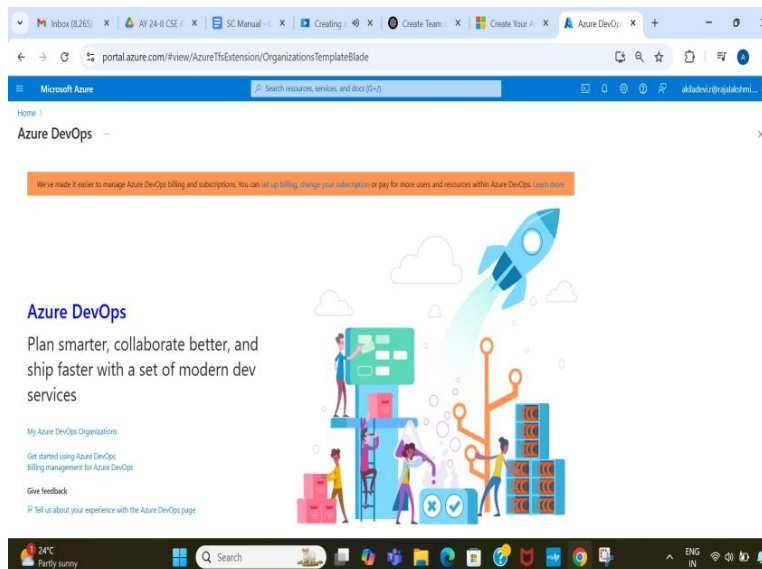 Inbox (8,265)
AY 24-II CSE
SC Manual -
Creating a
Create Team
Create Your A
Azure DevOp
portal.azure.com/#view/AzureTfsExtension/OrganizationsTemplateBlade
Microsoft Azure
Search resources, services, and docs (G+/)
akiladevi.r@rajalakshmi...
Home >
Azure DevOps
We've made it easier to manage Azure DevOps billing and subscriptions. You can set up billing, change your subscription or pay for more users and resources within Azure DevOps. Learn more
Azure DevOps
Plan smarter, collaborate better, and
ship faster with a set of modern dev
services
My Azure DevOps Organizations
Get started using Azure DevOps
Billing management for Azure DevOps
Give feedback
Tell us about your experience with the Azure DevOps page
24°C
Partly sunny
Search
ENG
IN